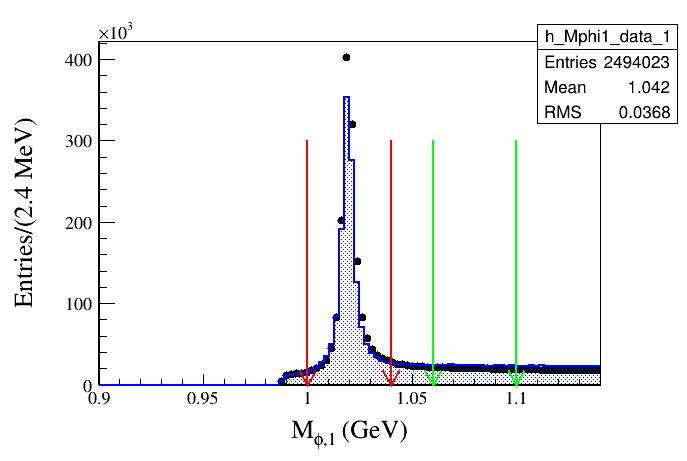 ×10³
h_Mphi1_data_1
Entries 2494023
Mean 1.042
RMS 0.0368
400
300
200
100
0
Entries/(2.4 MeV)
0.9 0.95 1 1.05 1.1
Mϕ,1 (GeV)